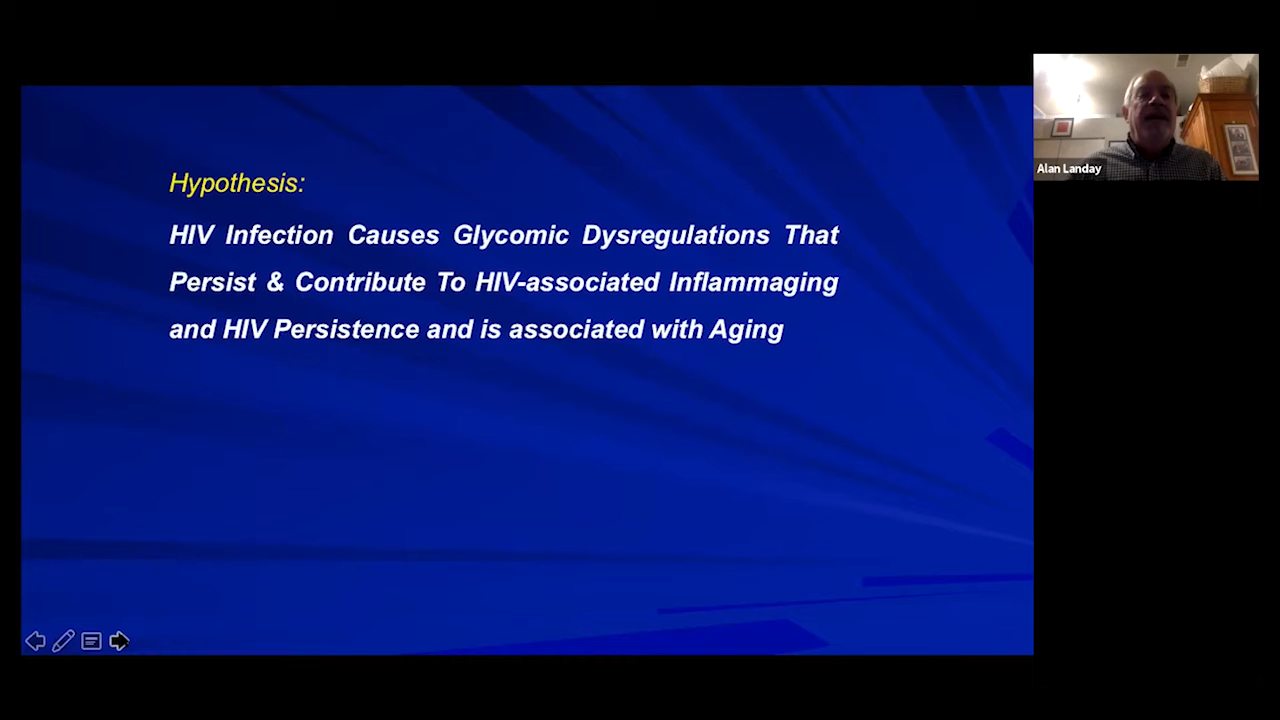 Hypothesis:
HIV Infection Causes Glycomic Dysregulations That
Persist & Contribute To HIV-associated Inflammaging
and HIV Persistence and is associated with Aging
Alan Landay